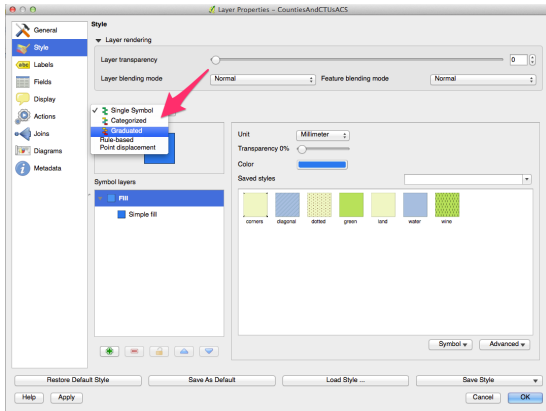 Layer Properties - CountiesAndCTUsACS
General
Style
Labels
Fields
Display
Actions
Joins
Diagrams
Metadata
Style
Layer rendering
Layer transparency
0
Layer blending mode
Normal
Feature blending mode
Normal
Single Symbol
Categorized
Graduated
Rule-based
Point displacement
Unit
Millimeter
Transparency 0%
Color
Symbol layers
Saved styles
Fill
Simple fill
corners diagonal dotted green land water wine
Symbol
Advanced
Restore Default Style
Save As Default
Load Style ...
Save Style
Help
Apply
Cancel
OK